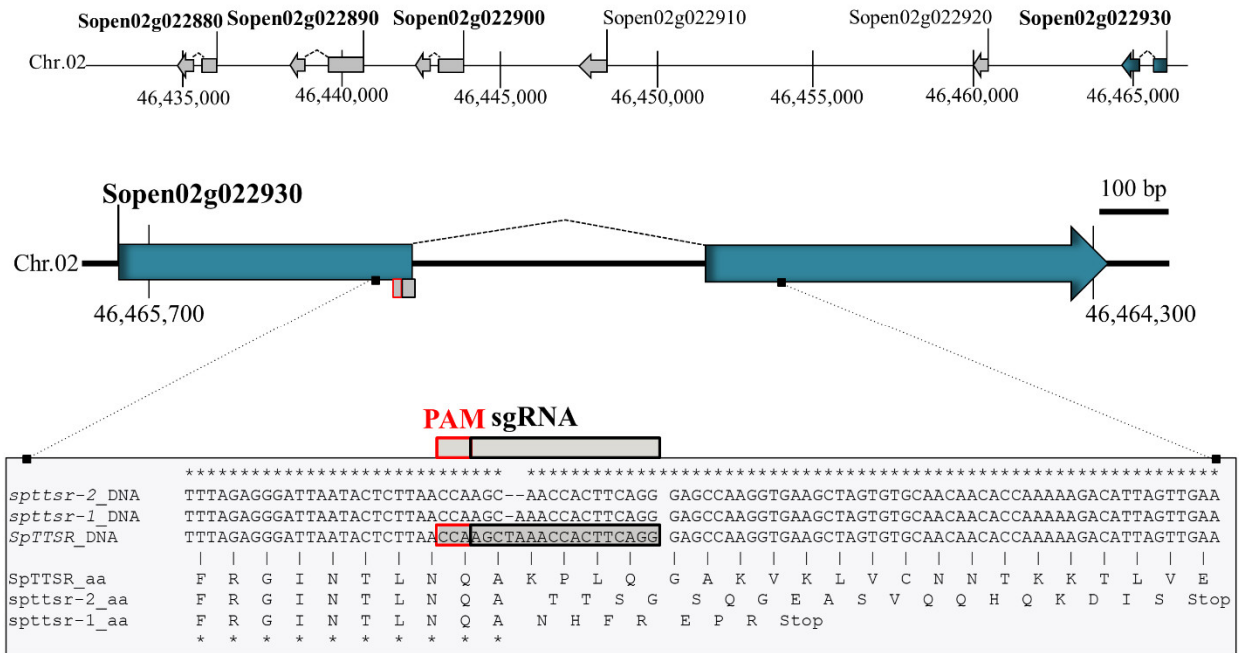 Sopen02g022880 Sopen02g022890 Sopen02g022900 Sopen02g022910 Sopen02g022920 Sopen02g022930
Chr.02
46,435,000 46,440,000 46,445,000 46,450,000 46,455,000 46,460,000 46,465,000
Sopen02g022930
100 bp
Chr.02
46,465,700 46,464,300
PAM sgRNA
************************ **************************************************
spttsr-2_DNA TTTAGAGGGATTAATACTCTTAACCAAGC--AACCACTTCAGG GAGCCAAGGTGAAGCTAGTGTGCAACAACACCAAAAAGACATTAGTTGAA
spttsr-1_DNA TTTAGAGGGATTAATACTCTTAACCAAGC-AAACCACTTCAGG GAGCCAAGGTGAAGCTAGTGTGCAACAACACCAAAAAGACATTAGTTGAA
SpTTSR_DNA TTTAGAGGGATTAATACTCTTAACCAAGCTAAACCACTTCAGG GAGCCAAGGTGAAGCTAGTGTGCAACAACACCAAAAAGACATTAGTTGAA
| | | | | | | | | | | | | | | | | | | | | | | | | | | | | |
SpTTSR_aa F R G I N T L N Q A K P L Q G A K V K L V C N N T K K T L V E
spttsr-2_aa F R G I N T L N Q A T T S G S Q G E A S V Q Q H Q K D I S Stop
spttsr-1_aa F R G I N T L N Q A N H F R E P R Stop
* * * * * * * * * *